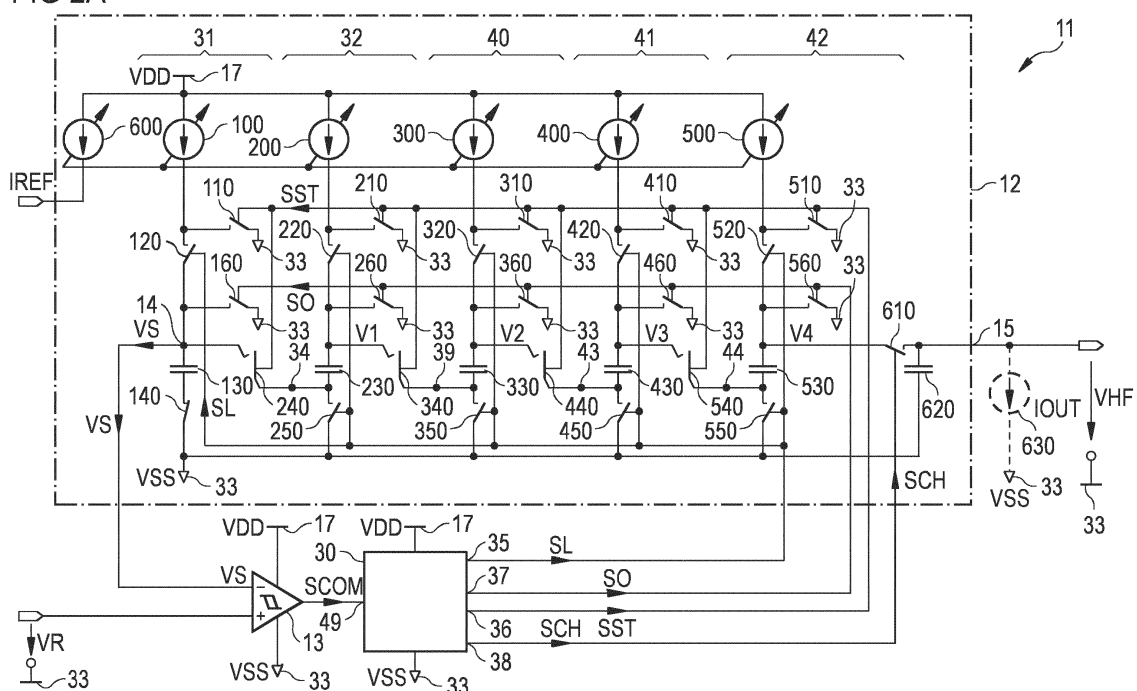 FIG 2A
31 32 40 41 42 11
VDD 17
600 100 200 300 400 500
IREF
12
110 SST 210 310 410 510 33
120 33 220 33 320 33 420 33 520
160 SO 260 360 460 560 33
14 33 33 33 33 610
VS V1 V2 V3 V4 15
34 39 43 44
130 230 330 430 530 620
140 SL 240 340 440 540
VS 250 350 450 550
IOUT VHF
630
VSS 33 SCH VSS 33 33
VDD 17 VDD 17
30 35 SL
VS SCOM 37 SO
− +
49 36 SST
13 SCH 38
VR VSS 33 VSS 33
33